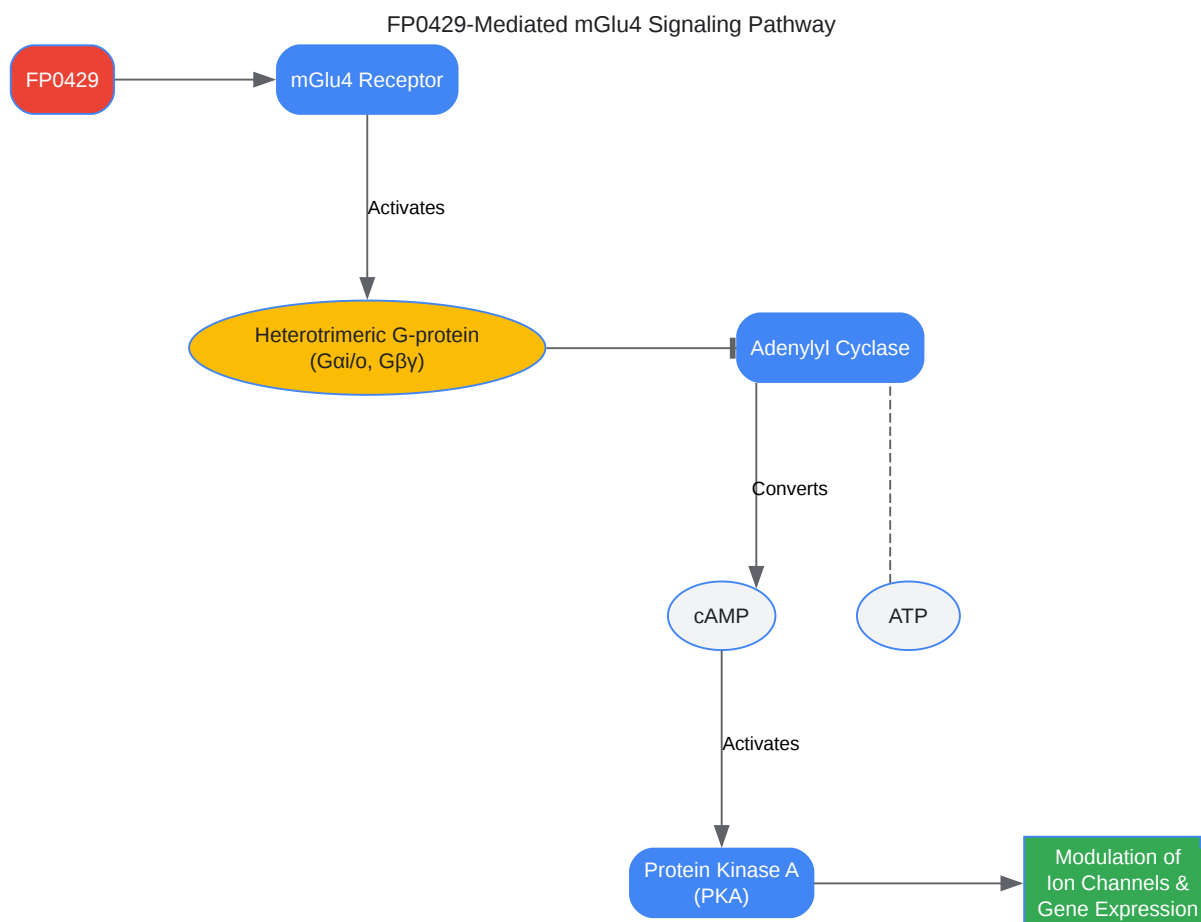 FP0429-Mediated mGlu4 Signaling Pathway
FP0429
mGlu4 Receptor
Activates
Heterotrimeric G-protein
(Gαi/o, Gβγ)
Adenylyl Cyclase
Converts
cAMP
ATP
Activates
Protein Kinase A
(PKA)
Modulation of
Ion Channels &
Gene Expression